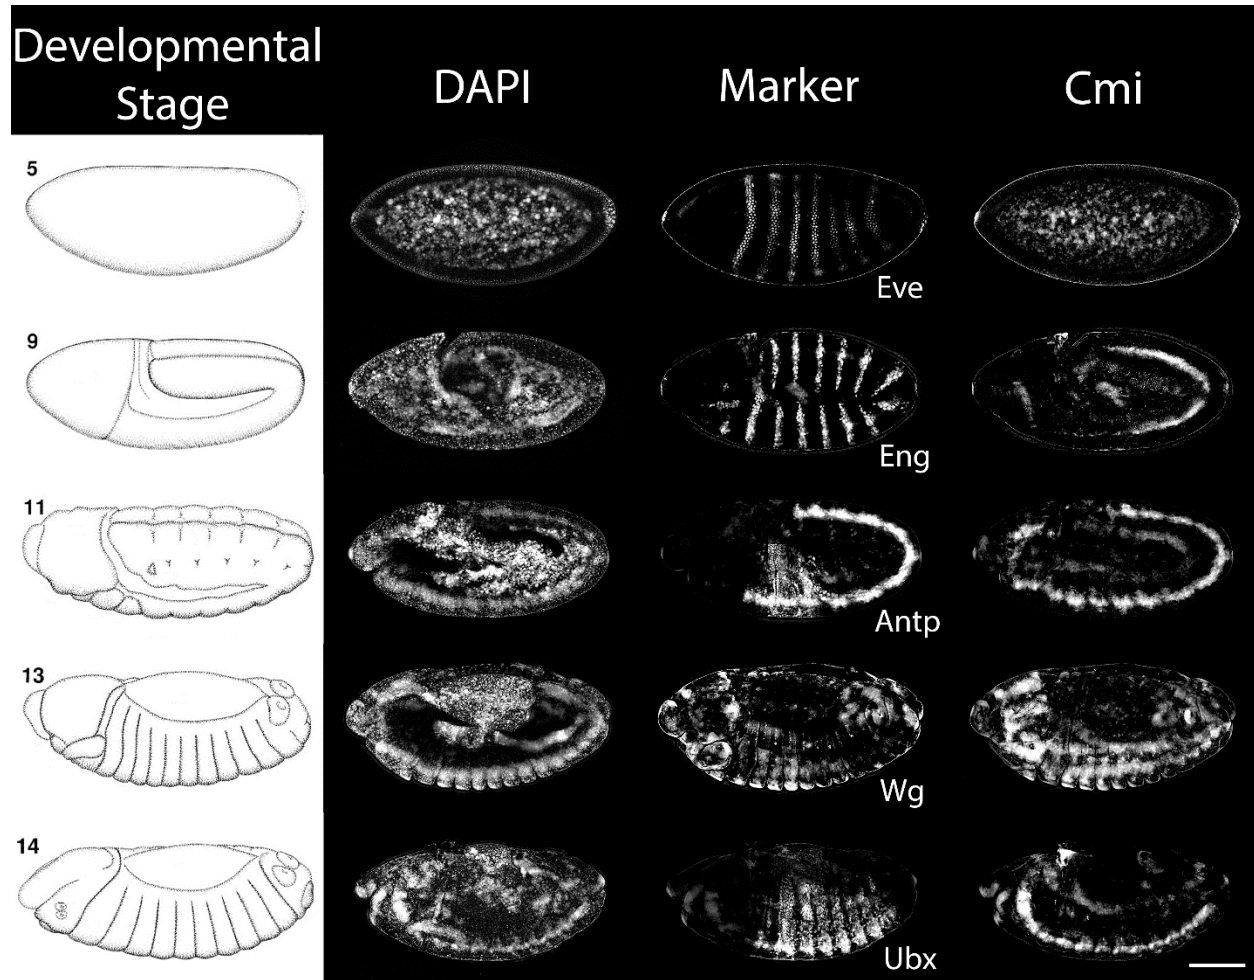 Developmental
Stage
DAPI
Marker
Cmi
5
Eve
9
Eng
11
Antp
13
Wg
14
Ubx